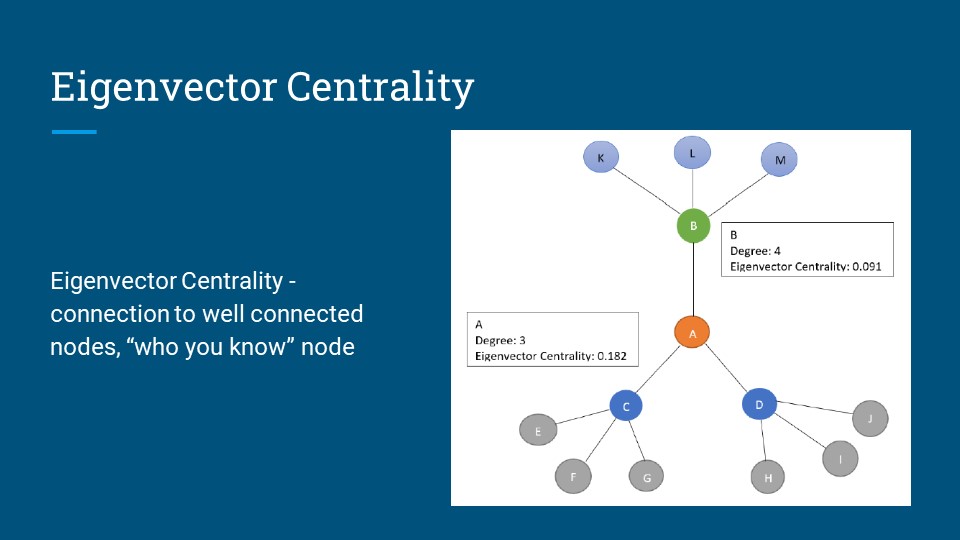 Eigenvector Centrality
Eigenvector Centrality -
connection to well connected
nodes, “who you know” node
K
L
M
B
B
Degree: 4
Eigenvector Centrality: 0.091
A
Degree: 3
Eigenvector Centrality: 0.182
A
C
D
E
F
G
H
I
J